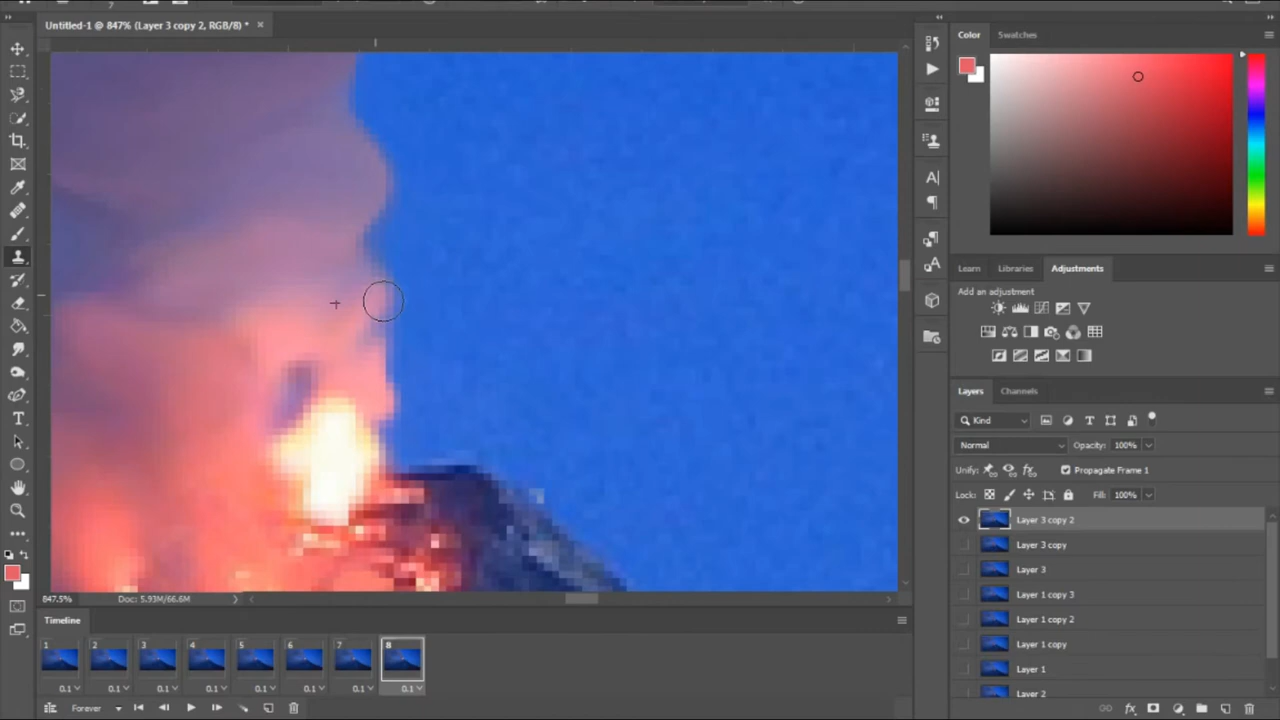 Untitled-1 @ 847% (Layer 3 copy 2, RGB/8) *
Color
Swatches
Learn
Libraries
Adjustments
Add an adjustment
Layers
Channels
Kind
Normal
Opacity: 100%
Unify:
Propagate Frame 1
Lock:
Fill: 100%
Layer 3 copy 2
Layer 3 copy
Layer 3
Layer 1 copy 3
Layer 1 copy 2
Layer 1 copy
Layer 1
Layer 2
847.5%
Doc: 5.93M/66.6M
Timeline
1 2 3 4 5 6 7 8
0.1 0.1 0.1 0.1 0.1 0.1 0.1 0.1
Forever